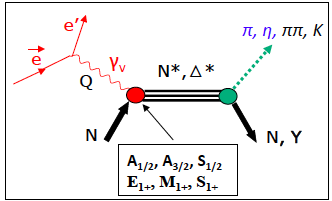 e'
π, η, ππ, K
e
γv
N*, Δ*
Q
N
N, Y
A1/2, A3/2, S1/2
E1+, M1+, S1+